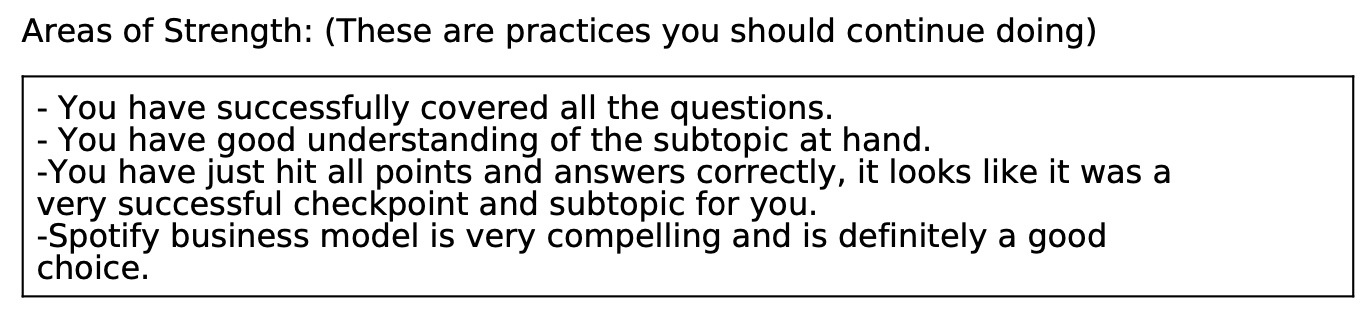 Areas of Strength: (These are practices you should continue doing)
- You have successfully covered all the questions.
- You have good understanding of the subtopic at hand.
-You have just hit all points and answers correctly, it looks like it was a
very successful checkpoint and subtopic for you.
-Spotify business model is very compelling and is definitely a good
choice.